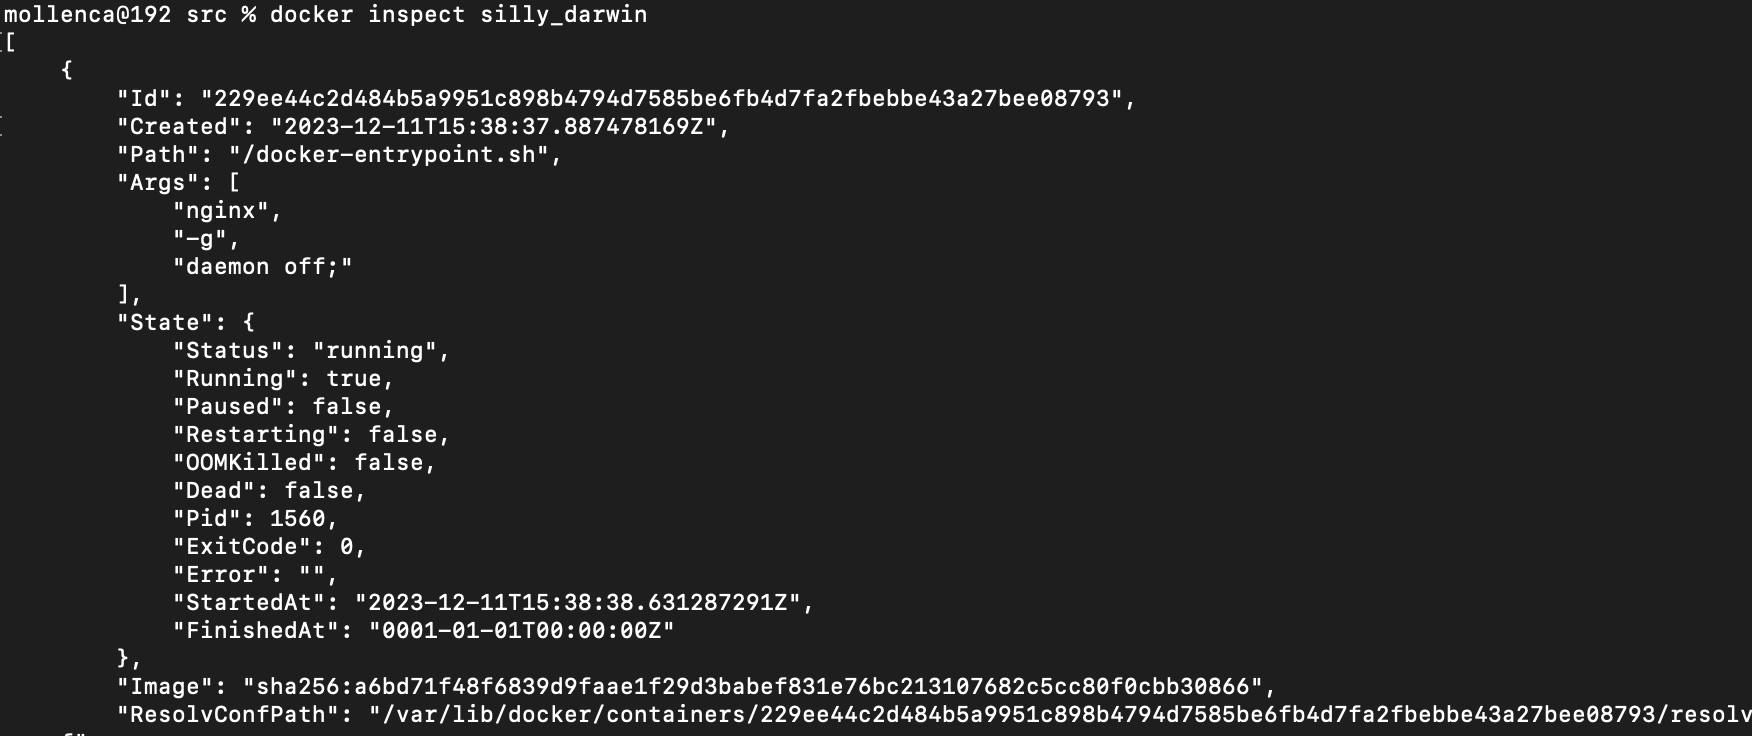 mollenca@192 src % docker inspect silly_darwin
[
{
"Id": "229ee44c2d484b5a9951c898b4794d7585be6fb4d7fa2fbebbe43a27bee08793",
"Created": "2023-12-11T15:38:37.887478169Z",
"Path": "/docker-entrypoint.sh",
"Args": [
"nginx",
"-g",
"daemon off;"
],
"State": {
"Status": "running",
"Running": true,
"Paused": false,
"Restarting": false,
"OOMKilled": false,
"Dead": false,
"Pid": 1560,
"ExitCode": 0,
"Error": "",
"StartedAt": "2023-12-11T15:38:38.631287291Z",
"FinishedAt": "0001-01-01T00:00:00Z"
},
"Image": "sha256:a6bd71f48f6839d9faae1f29d3babef831e76bc213107682c5cc80f0cbb30866",
"ResolvConfPath": "/var/lib/docker/containers/229ee44c2d484b5a9951c898b4794d7585be6fb4d7fa2fbebbe43a27bee08793/resolv